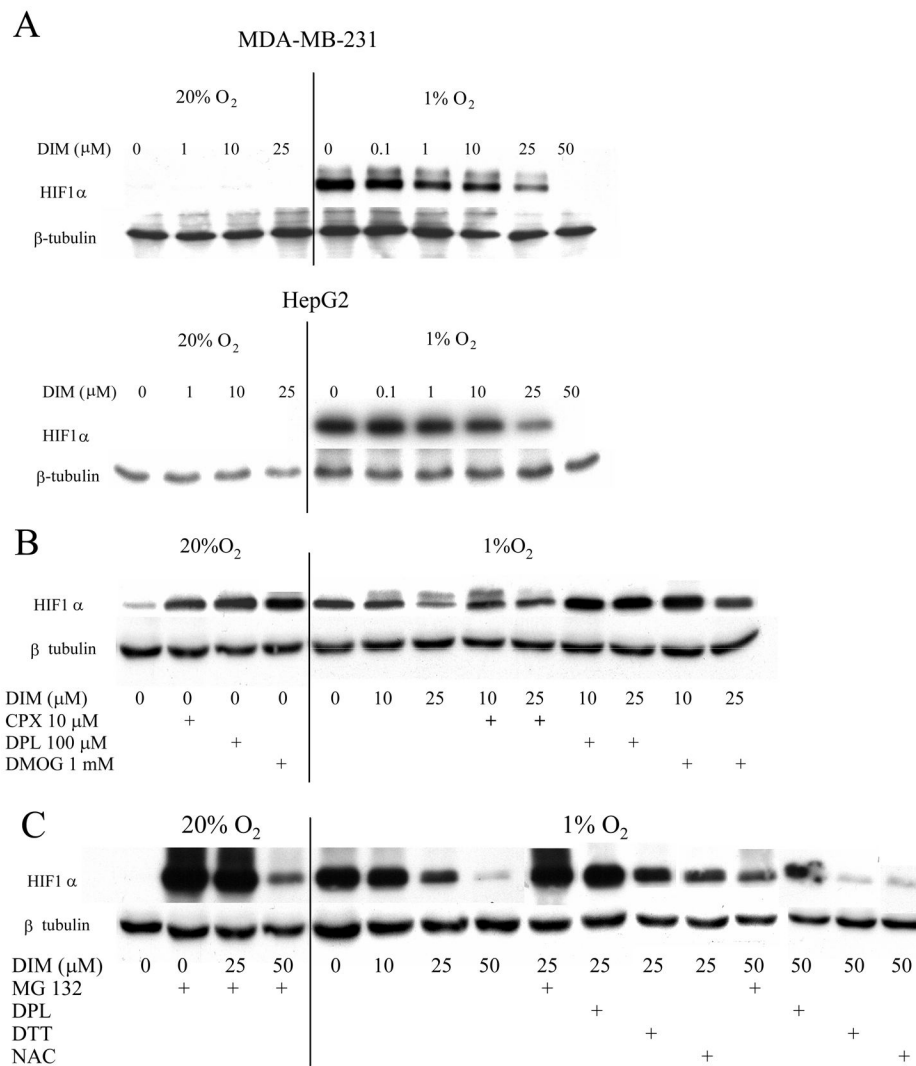 A
MDA-MB-231
20% O2 1% O2
DIM (μM) 0 1 10 25 0 0.1 1 10 25 50
HIF1α
β-tubulin
HepG2
20% O2 1% O2
DIM (μM) 0 1 10 25 0 0.1 1 10 25 50
HIF1α
β-tubulin
B
20%O2 1%O2
HIF1 α
β tubulin
DIM (μM) 0 0 0 0 0 10 25 10 25 10 25 10 25
CPX 10 μM + + +
DPL 100 μM + + +
DMOG 1 mM + + +
C
20% O2 1% O2
HIF1 α
β tubulin
DIM (μM) 0 0 25 50 0 10 25 50 25 25 25 25 50 50 50 50
MG 132 + + + + +
DPL + +
DTT + +
NAC + +